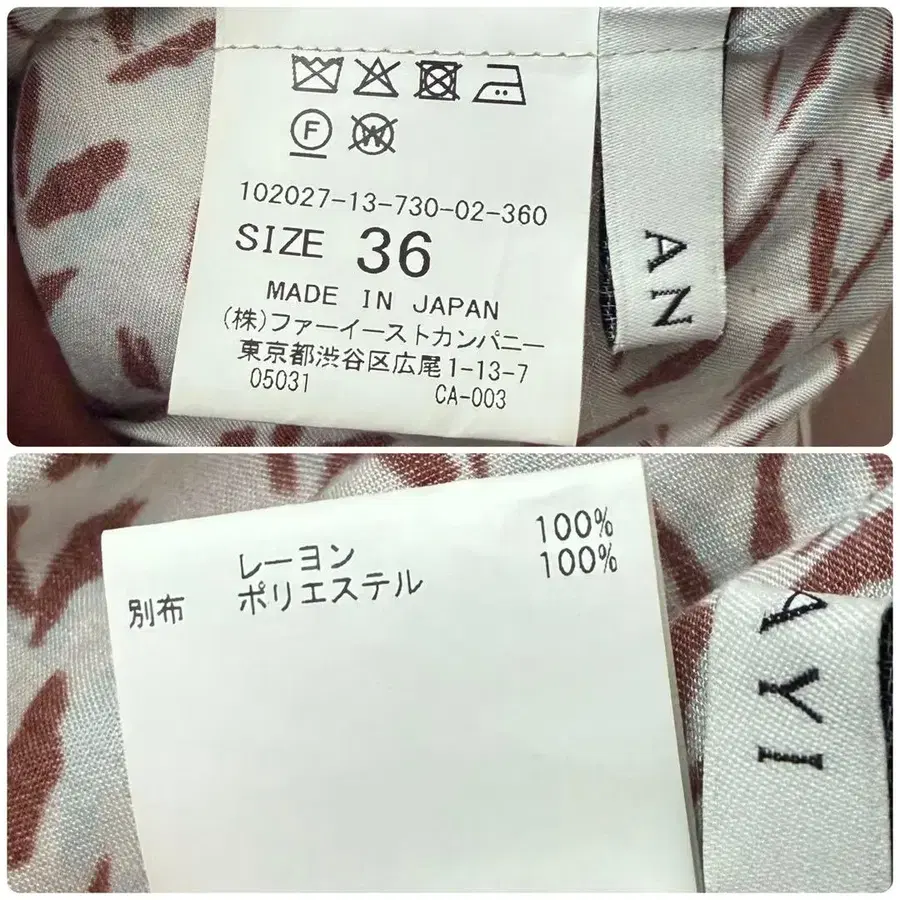 F W
102027-13-730-02-360
SIZE 36
MADE IN JAPAN
(株)ファーイーストカンパニー
東京都渋谷区広尾1-13-7
05031 CA-003
AN
レーヨン 100%
別布 ポリエステル 100%
AYI